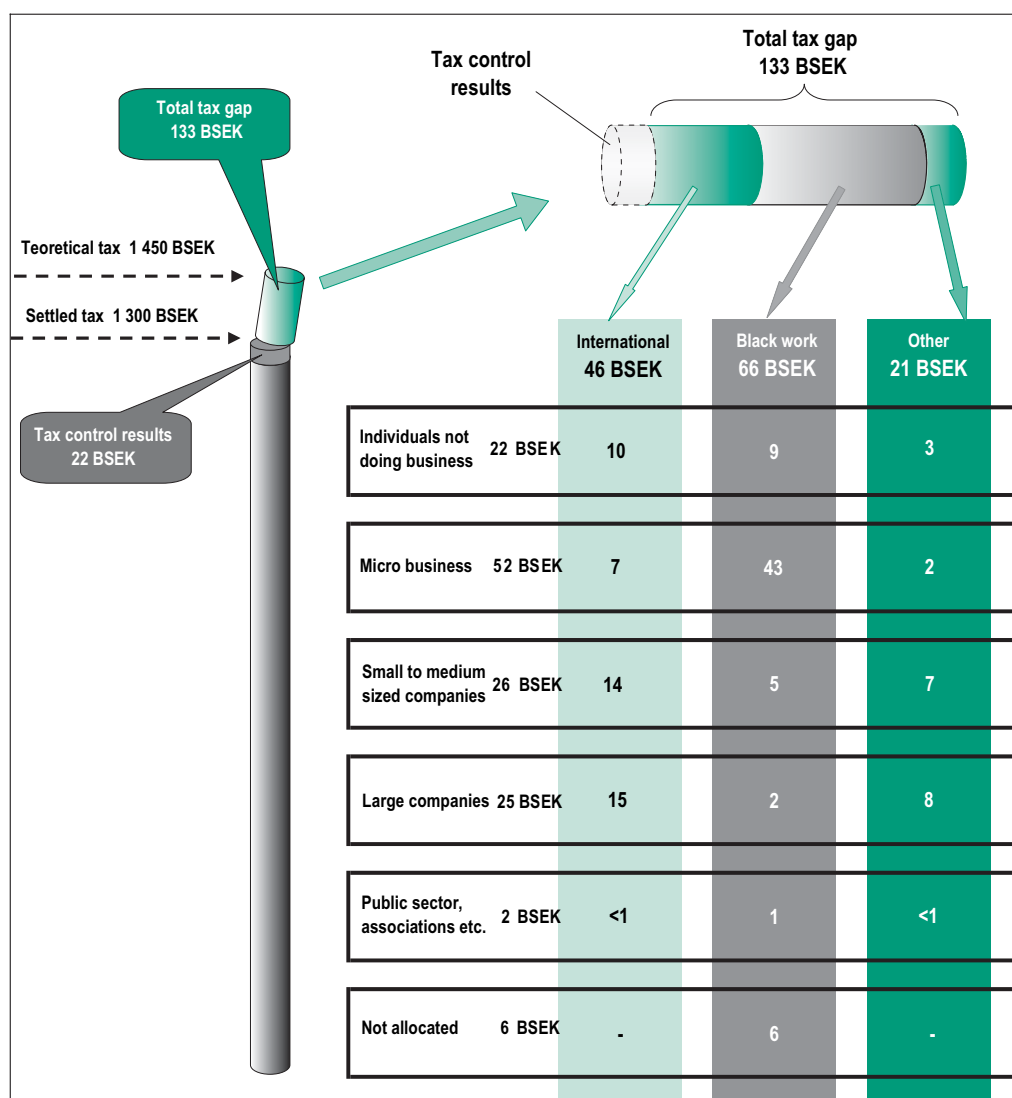 Total tax gap
133 BSEK
Tax control
results
Total tax gap
133 BSEK
Teoretical tax 1 450 BSEK
Settled tax 1 300 BSEK
Tax control results
22 BSEK
International
46 BSEK
Black work
66 BSEK
Other
21 BSEK
Individuals not
doing business
22 BSEK
10
9
3
Micro business
52 BSEK
7
43
2
Small to medium
sized companies
26 BSEK
14
5
7
Large companies
25 BSEK
15
2
8
Public sector,
associations etc.
2 BSEK
<1
1
<1
Not allocated
6 BSEK
-
6
-